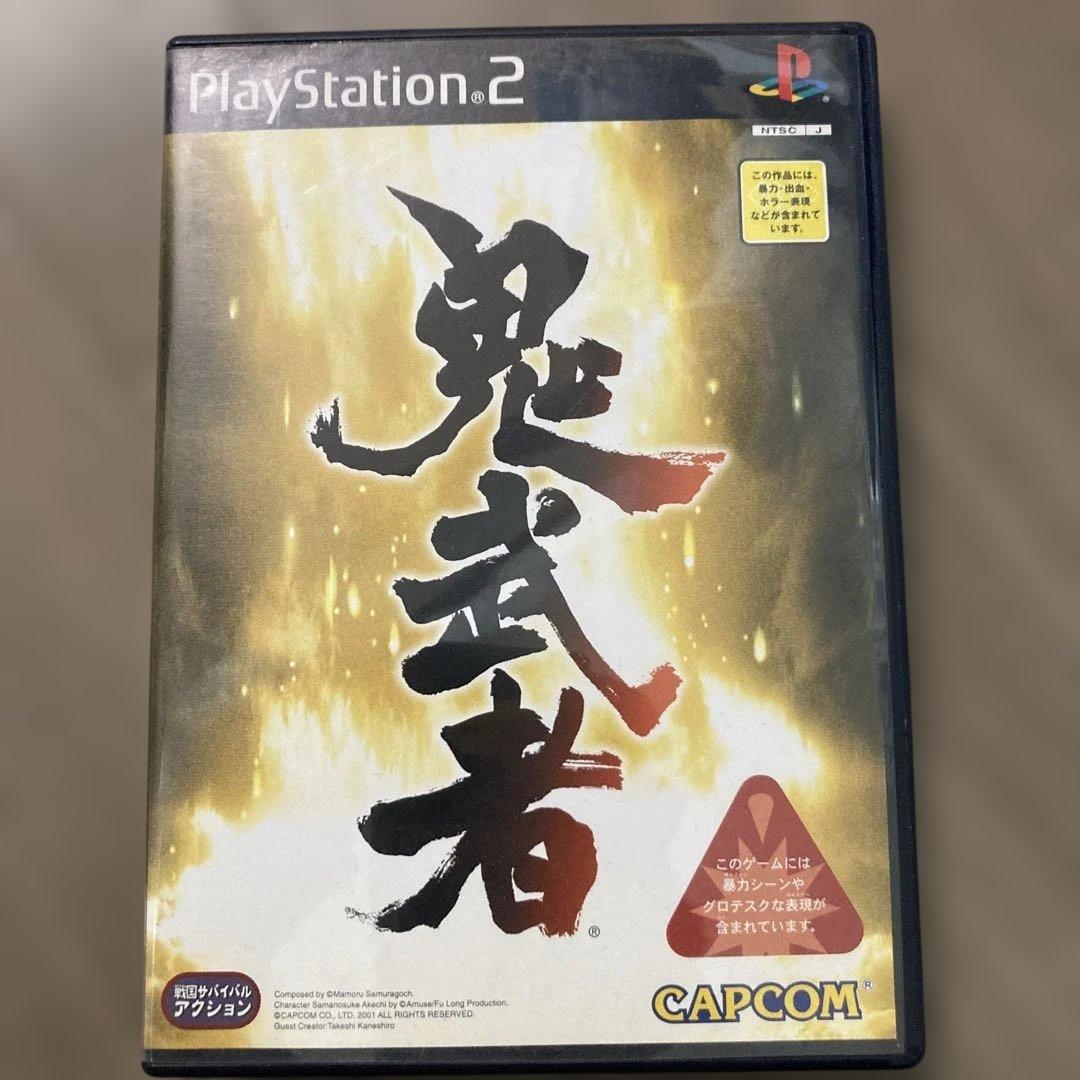 PlayStation®2
NTSC J
この作品には、
暴力・出血・
ホラー表現
などが含まれて
います。
鬼武者®
このゲームには
暴力シーンや
グロテスクな表現が
含まれています。
戦国サバイバル
アクション
Composed by ©Mamoru Samuragoch.
Character Samanosuke Akechi by ©Amuse/Fu Long Production,
©CAPCOM CO., LTD. 2001 ALL RIGHTS RESERVED.
Guest Creator:Takeshi Kaneshiro
CAPCOM®